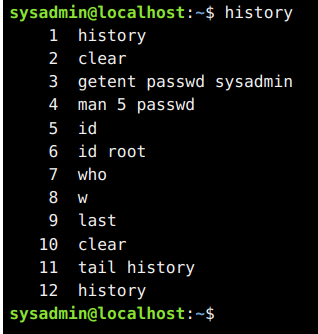 sysadmin@localhost:~$ history
    1  history
    2  clear
    3  getent passwd sysadmin
    4  man 5 passwd
    5  id
    6  id root
    7  who
    8  w
    9  last
   10  clear
   11  tail history
   12  history
sysadmin@localhost:~$